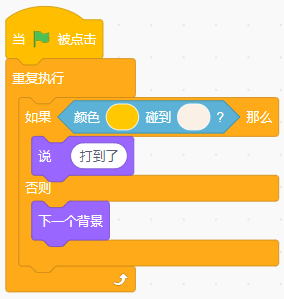 当 被点击
重复执行
如果 颜色 碰到 ? 那么
说 打到了
否则
下一个背景